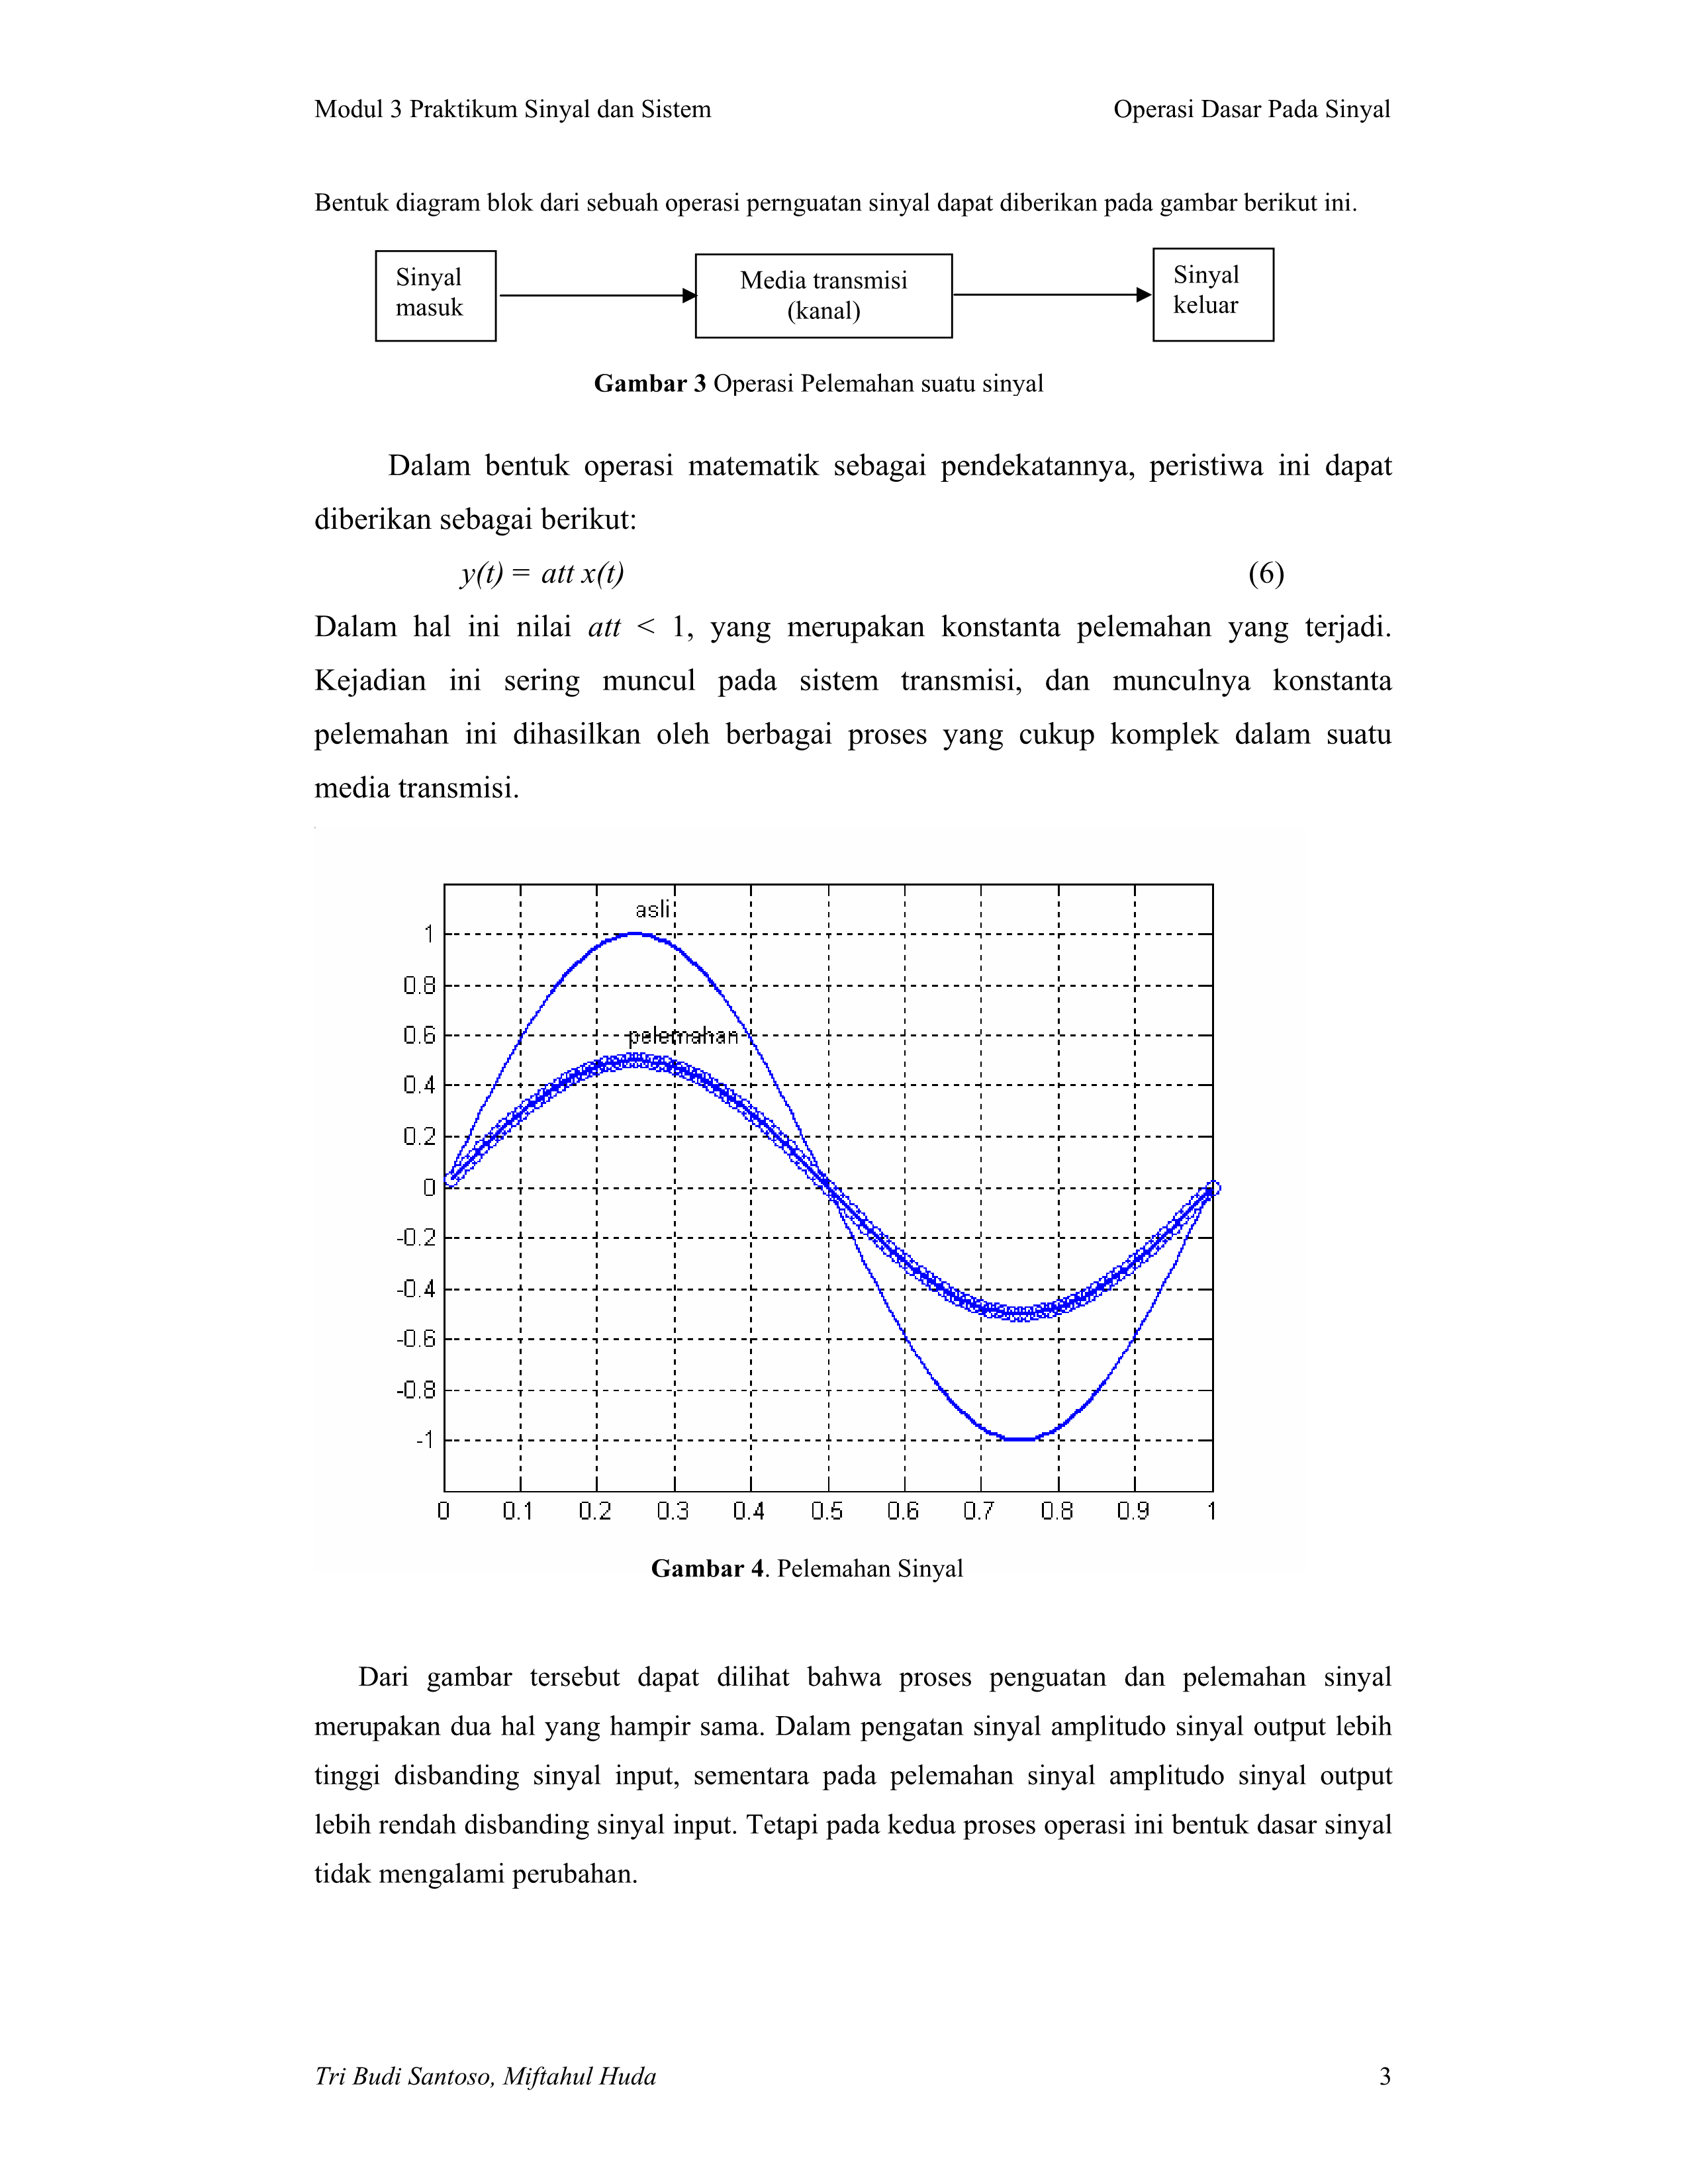 Modul 3 Praktikum Sinyal dan Sistem Operasi Dasar Pada Sinyal
Bentuk diagram blok dari sebuah operasi pernguatan sinyal dapat diberikan pada gambar berikut ini.
Sinyal
masuk
Media transmisi
(kanal)
Sinyal
keluar
Gambar 3 Operasi Pelemahan suatu sinyal
Dalam bentuk operasi matematik sebagai pendekatannya, peristiwa ini dapat
diberikan sebagai berikut:
y(t) = att x(t) (6)
Dalam hal ini nilai att < 1, yang merupakan konstanta pelemahan yang terjadi.
Kejadian ini sering muncul pada sistem transmisi, dan munculnya konstanta
pelemahan ini dihasilkan oleh berbagai proses yang cukup komplek dalam suatu
media transmisi.
asli
1
0.8
0.6
pelemahan
0.4
0.2
0
-0.2
-0.4
-0.6
-0.8
-1
0 0.1 0.2 0.3 0.4 0.5 0.6 0.7 0.8 0.9 1
Gambar 4. Pelemahan Sinyal
Dari gambar tersebut dapat dilihat bahwa proses penguatan dan pelemahan sinyal
merupakan dua hal yang hampir sama. Dalam pengatan sinyal amplitudo sinyal output lebih
tinggi disbanding sinyal input, sementara pada pelemahan sinyal amplitudo sinyal output
lebih rendah disbanding sinyal input. Tetapi pada kedua proses operasi ini bentuk dasar sinyal
tidak mengalami perubahan.
Tri Budi Santoso, Miftahul Huda 3